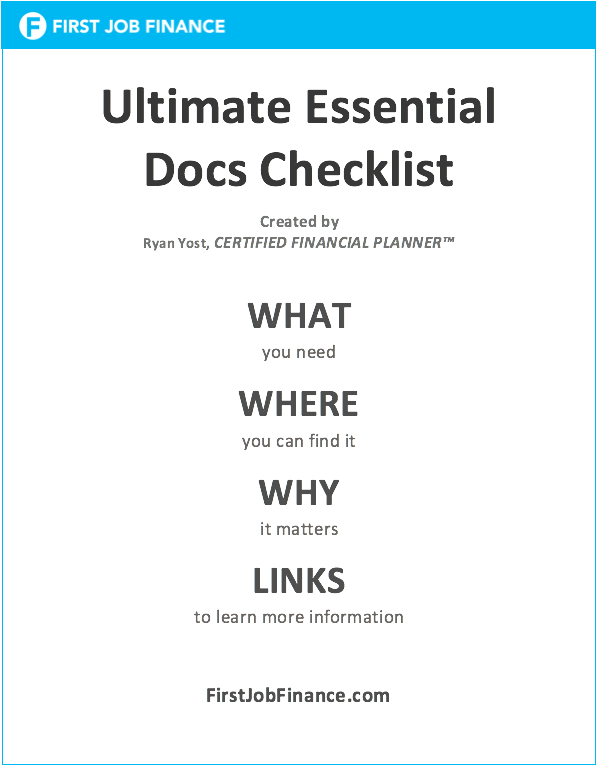 F FIRST JOB FINANCE
Ultimate Essential
Docs Checklist
Created by
Ryan Yost, CERTIFIED FINANCIAL PLANNER™
WHAT
you need
WHERE
you can find it
WHY
it matters
LINKS
to learn more information
FirstJobFinance.com